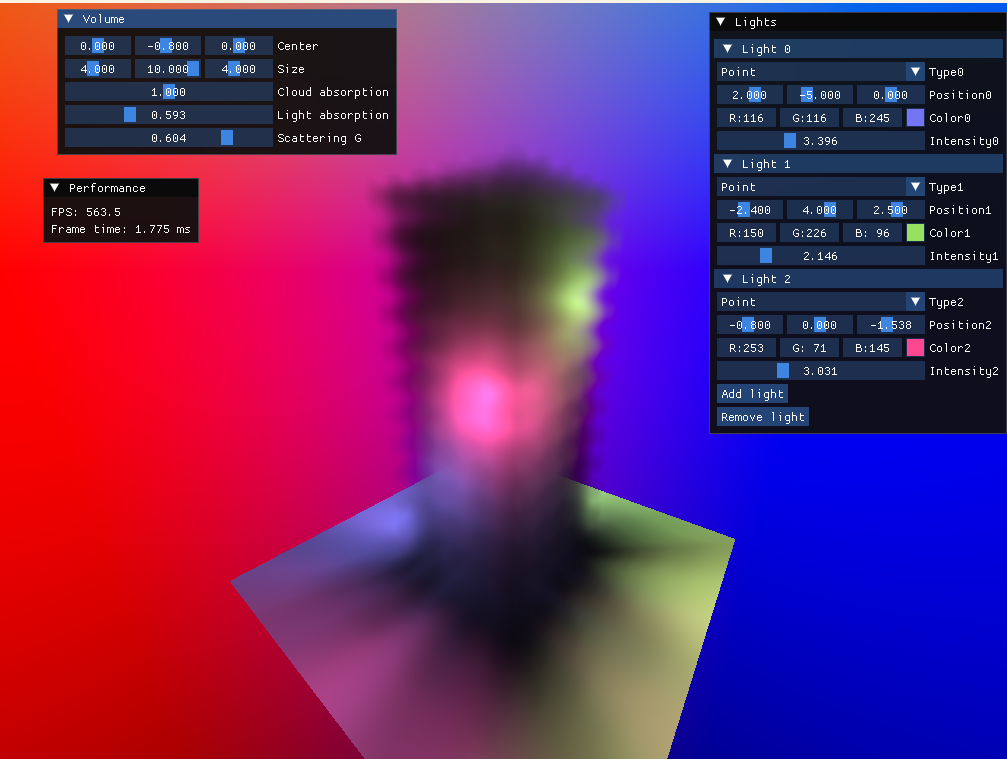 Volume
0.000 -0.800 0.000 Center
4.000 10.000 4.000 Size
1.000 Cloud absorption
0.593 Light absorption
0.604 Scattering G
Performance
FPS: 563.5
Frame time: 1.775 ms
Lights
Light 0
Point Type0
2.000 -5.000 0.000 Position0
R:116 G:116 B:245 Color0
3.396 Intensity0
Light 1
Point Type1
-2.400 4.000 2.500 Position1
R:150 G:226 B: 96 Color1
2.146 Intensity1
Light 2
Point Type2
-0.800 0.000 -1.538 Position2
R:253 G: 71 B:145 Color2
3.031 Intensity2
Add light
Remove light